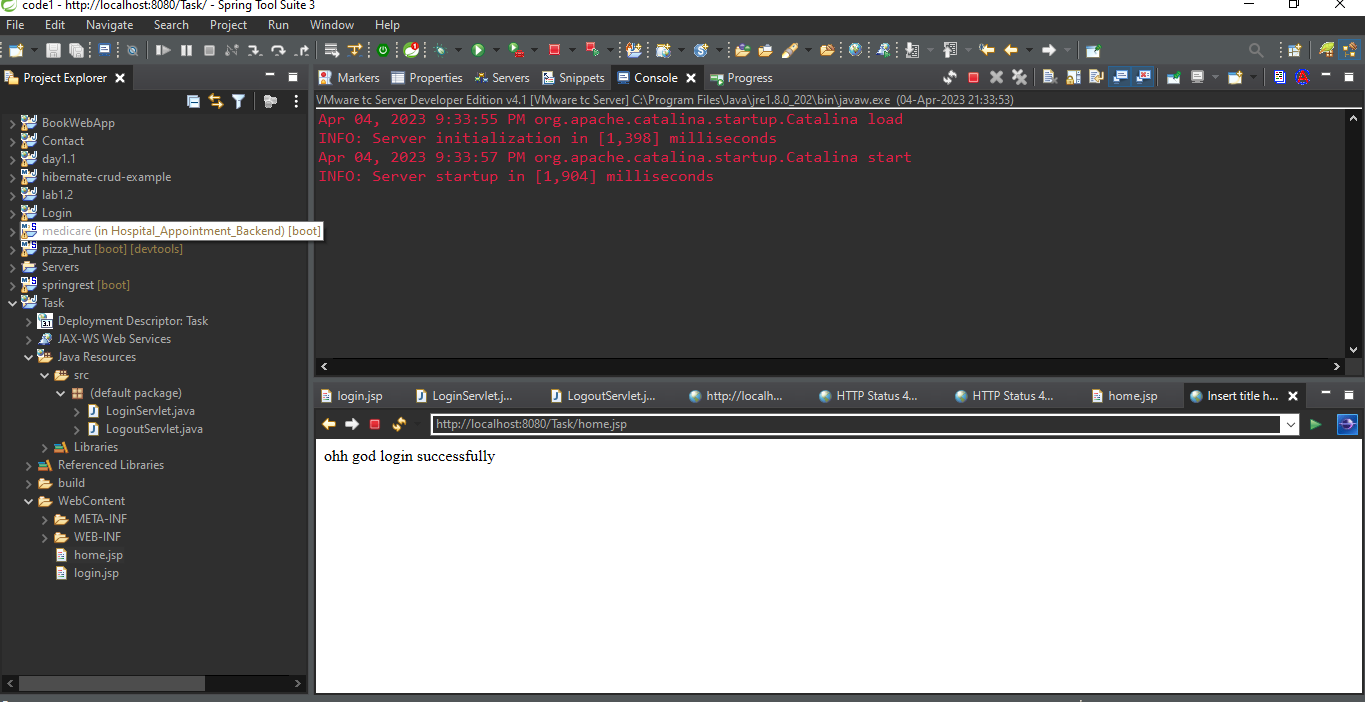 code1 - http://localhost:8080/Task/ - Spring Tool Suite 3
File Edit Navigate Search Project Run Window Help
Project Explorer
BookWebApp
Contact
day1.1
hibernate-crud-example
lab1.2
Login
medicare (in Hospital_Appointment_Backend) [boot]
pizza_hut [boot] [devtools]
Servers
springrest [boot]
Task
Deployment Descriptor: Task
JAX-WS Web Services
Java Resources
src
(default package)
LoginServlet.java
LogoutServlet.java
Libraries
Referenced Libraries
build
WebContent
META-INF
WEB-INF
home.jsp
login.jsp
Markers Properties Servers Snippets Console Progress
VMware tc Server Developer Edition v4.1 [VMware tc Server] C:\Program Files\Java\jre1.8.0_202\bin\javaw.exe (04-Apr-2023 21:33:53)
Apr 04, 2023 9:33:55 PM org.apache.catalina.startup.Catalina load
INFO: Server initialization in [1,398] milliseconds
Apr 04, 2023 9:33:57 PM org.apache.catalina.startup.Catalina start
INFO: Server startup in [1,904] milliseconds
login.jsp LoginServlet.j... LogoutServlet.j... http://localh... HTTP Status 4... HTTP Status 4... home.jsp Insert title h...
http://localhost:8080/Task/home.jsp
ohh god login successfully